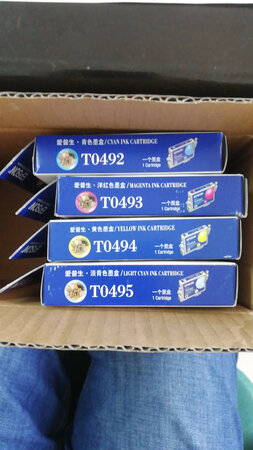 爱普生·青色墨盒/CYAN INK CARTRIDGE
T0492
一个墨盒
1 Cartridge
爱普生·洋红色墨盒/MAGENTA INK CARTRIDGE
T0493
一个墨盒
1 Cartridge
爱普生·黄色墨盒/YELLOW INK CARTRIDGE
T0494
一个墨盒
1 Cartridge
爱普生·淡青色墨盒/LIGHT CYAN INK CARTRIDGE
T0495
一个墨盒
1 Cartridge